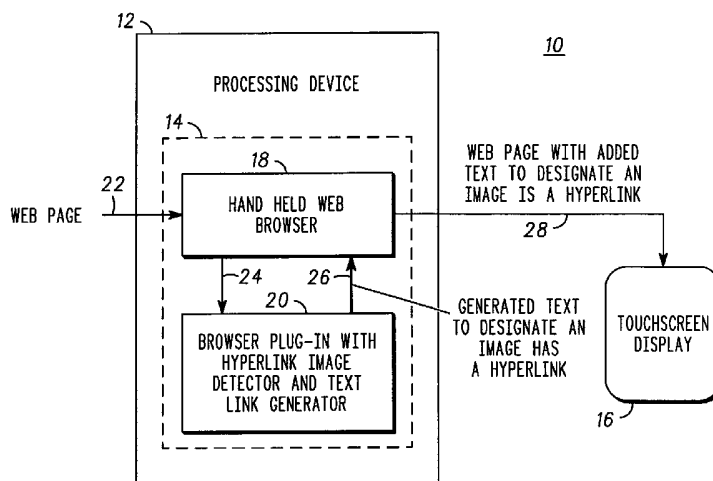 12
10
PROCESSING DEVICE
14
18
WEB PAGE WITH ADDED
TEXT TO DESIGNATE AN
IMAGE IS A HYPERLINK
22
WEB PAGE
HAND HELD WEB
BROWSER
28
24
26
20
BROWSER PLUG-IN WITH
HYPERLINK IMAGE
DETECTOR AND TEXT
LINK GENERATOR
GENERATED TEXT
TO DESIGNATE AN
IMAGE HAS
A HYPERLINK
TOUCHSCREEN
DISPLAY
16